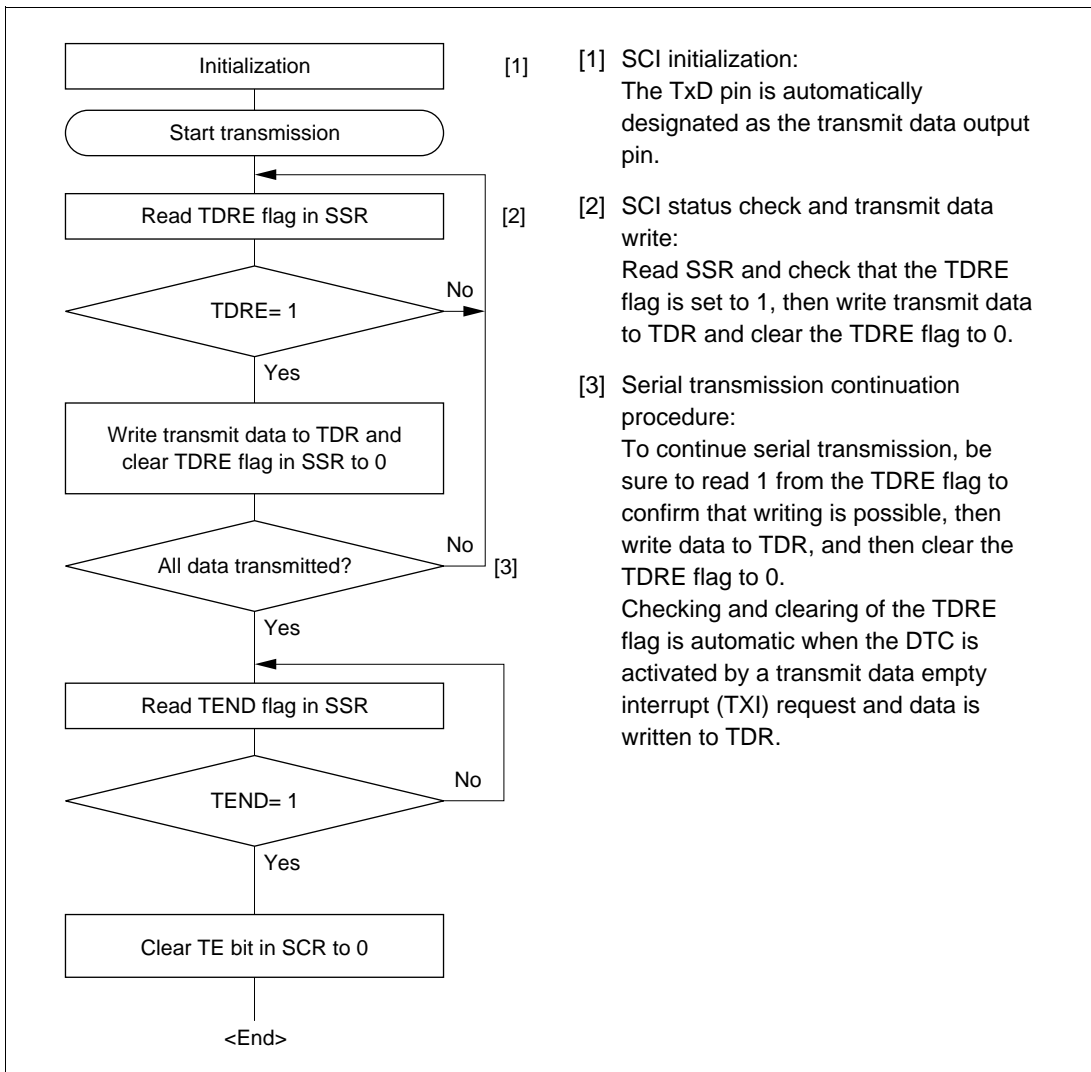 Initialization
[1]
Start transmission
Read TDRE flag in SSR
[2]
TDRE= 1
No
Yes
Write transmit data to TDR and
clear TDRE flag in SSR to 0
All data transmitted?
No
[3]
Yes
Read TEND flag in SSR
TEND= 1
No
Yes
Clear TE bit in SCR to 0
<End>
[1] SCI initialization:
The TxD pin is automatically
designated as the transmit data output
pin.
[2] SCI status check and transmit data
write:
Read SSR and check that the TDRE
flag is set to 1, then write transmit data
to TDR and clear the TDRE flag to 0.
[3] Serial transmission continuation
procedure:
To continue serial transmission, be
sure to read 1 from the TDRE flag to
confirm that writing is possible, then
write data to TDR, and then clear the
TDRE flag to 0.
Checking and clearing of the TDRE
flag is automatic when the DTC is
activated by a transmit data empty
interrupt (TXI) request and data is
written to TDR.